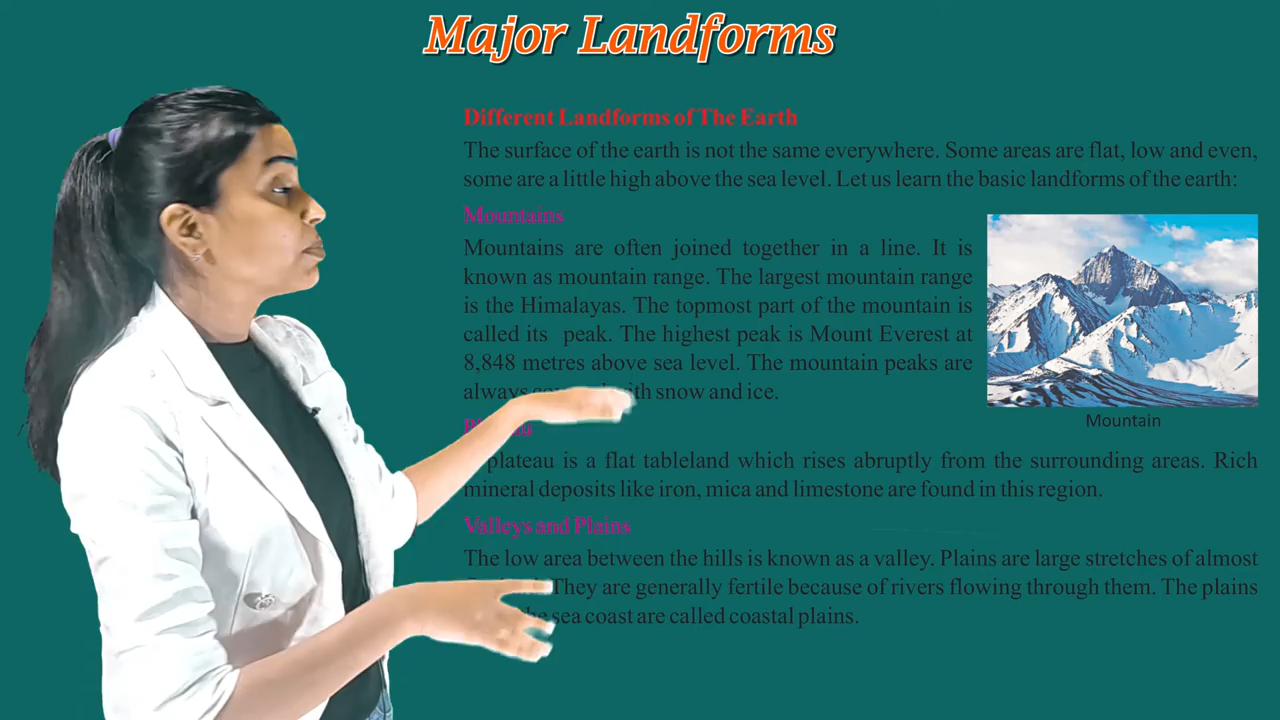 Major Landforms
Different Landforms of The Earth
The surface of the earth is not the same everywhere. Some areas are flat, low and even,
some are a little high above the sea level. Let us learn the basic landforms of the earth:
Mountains
Mountains are often joined together in a line. It is
known as mountain range. The largest mountain range
is the Himalayas. The topmost part of the mountain is
called its peak. The highest peak is Mount Everest at
8,848 metres above sea level. The mountain peaks are
always with snow and ice.
Mountain
plateau is a flat tableland which rises abruptly from the surrounding areas. Rich
mineral deposits like iron, mica and limestone are found in this region.
Valleys and Plains
The low area between the hills is known as a valley. Plains are large stretches of almost
They are generally fertile because of rivers flowing through them. The plains
sea coast are called coastal plains.